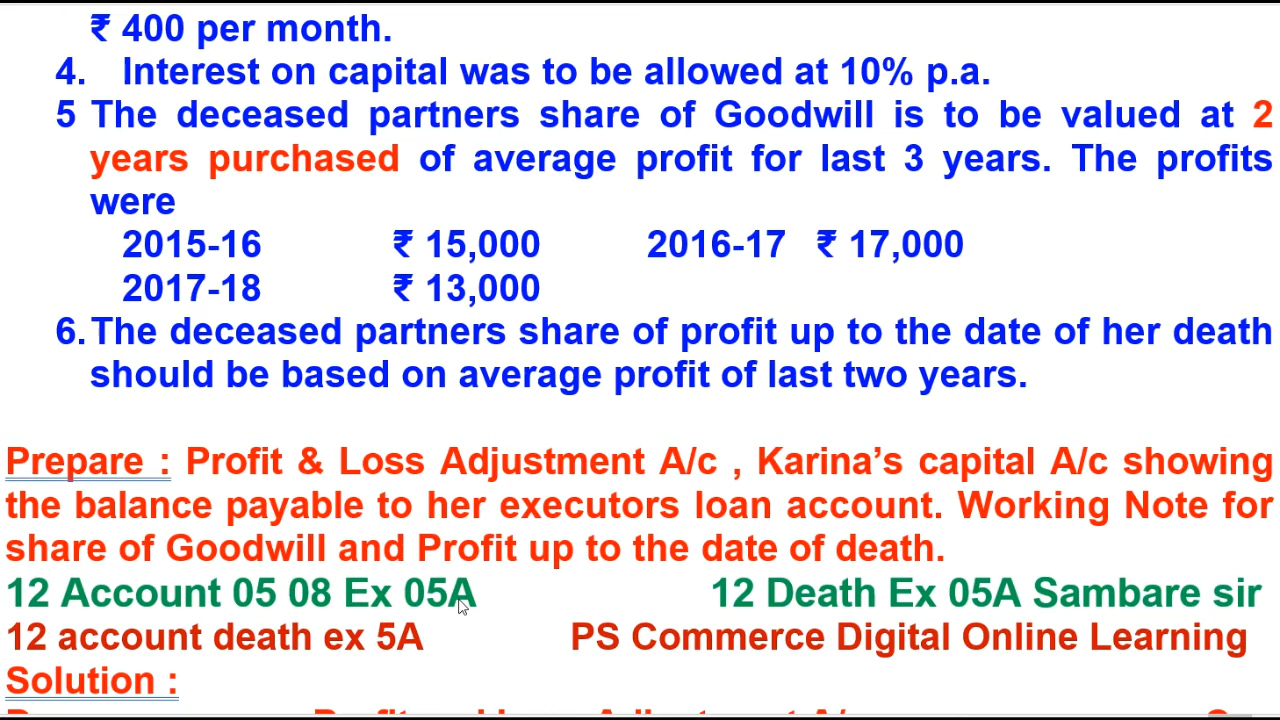 ₹ 400 per month.
4. Interest on capital was to be allowed at 10% p.a.
5 The deceased partners share of Goodwill is to be valued at 2
years purchased of average profit for last 3 years. The profits
were
2015-16 ₹ 15,000 2016-17 ₹ 17,000
2017-18 ₹ 13,000
6. The deceased partners share of profit up to the date of her death
should be based on average profit of last two years.
Prepare : Profit & Loss Adjustment A/c , Karina’s capital A/c showing
the balance payable to her executors loan account. Working Note for
share of Goodwill and Profit up to the date of death.
12 Account 05 08 Ex 05A 12 Death Ex 05A Sambare sir
12 account death ex 5A PS Commerce Digital Online Learning
Solution :